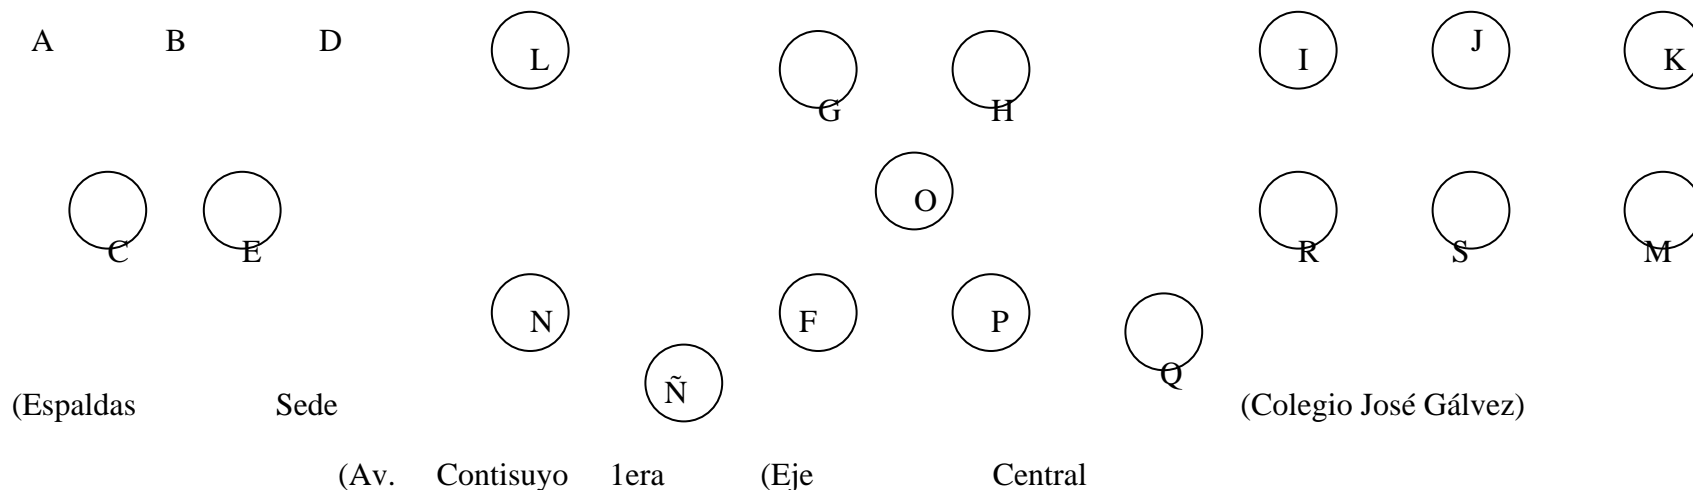 A B D L G H I J K
O
C E R S M
N F P
Ñ Q
(Espaldas Sede (Colegio José Gálvez)
(Av. Contisuyo 1era (Eje Central